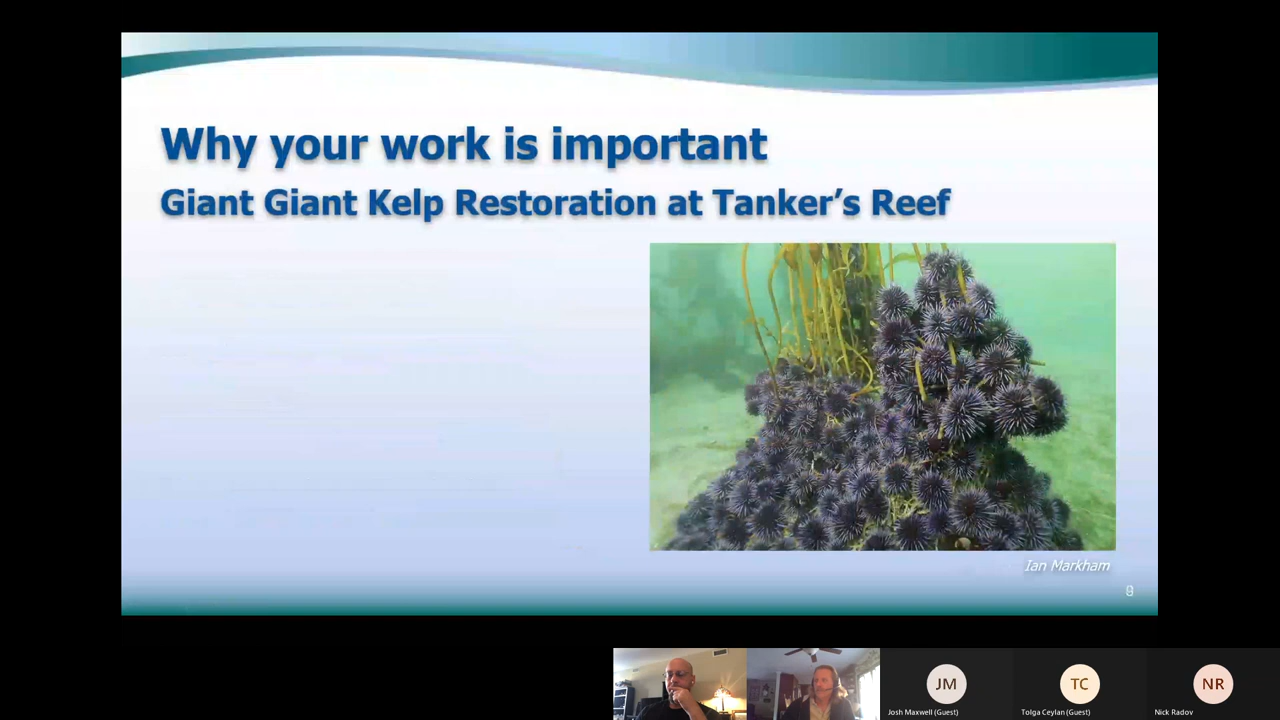 Why your work is important
Giant Giant Kelp Restoration at Tanker's Reef
Ian Markham
JM
TC
NR
Josh Maxwell (Guest)
Tolga Ceylan (Guest)
Nick Radov